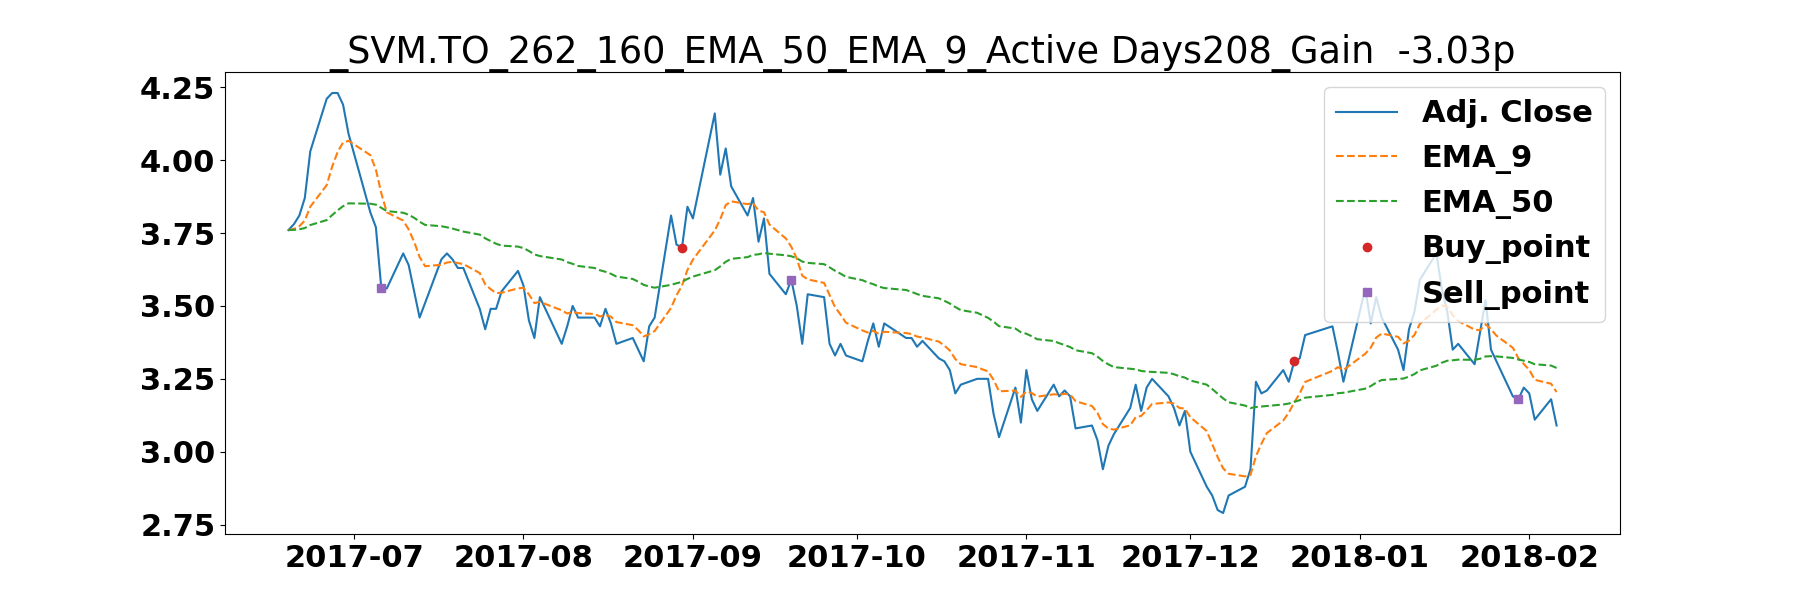 _SVM.TO_262_160_EMA_50_EMA_9_Active Days208_Gain  -3.03p
4.25
4.00
3.75
3.50
3.25
3.00
2.75
Adj. Close
EMA_9
EMA_50
Buy_point
Sell_point
2017-07 2017-08 2017-09 2017-10 2017-11 2017-12 2018-01 2018-02